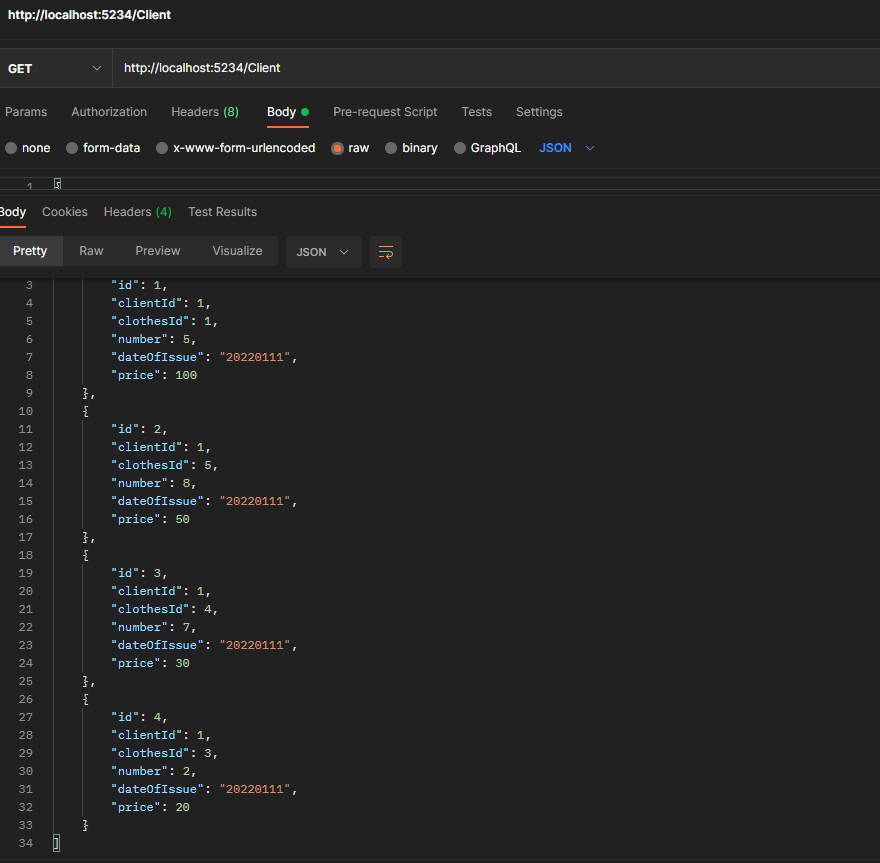 http://localhost:5234/Client
GET http://localhost:5234/Client
Params Authorization Headers (8) Body Pre-request Script Tests Settings
none form-data x-www-form-urlencoded raw binary GraphQL JSON
1 [
Body Cookies Headers (4) Test Results
Pretty Raw Preview Visualize JSON
3 "id": 1,
4 "clientId": 1,
5 "clothesId": 1,
6 "number": 5,
7 "dateOfIssue": "20220111",
8 "price": 100
9 },
10 {
11 "id": 2,
12 "clientId": 1,
13 "clothesId": 5,
14 "number": 8,
15 "dateOfIssue": "20220111",
16 "price": 50
17 },
18 {
19 "id": 3,
20 "clientId": 1,
21 "clothesId": 4,
22 "number": 7,
23 "dateOfIssue": "20220111",
24 "price": 30
25 },
26 {
27 "id": 4,
28 "clientId": 1,
29 "clothesId": 3,
30 "number": 2,
31 "dateOfIssue": "20220111",
32 "price": 20
33 }
34 ]